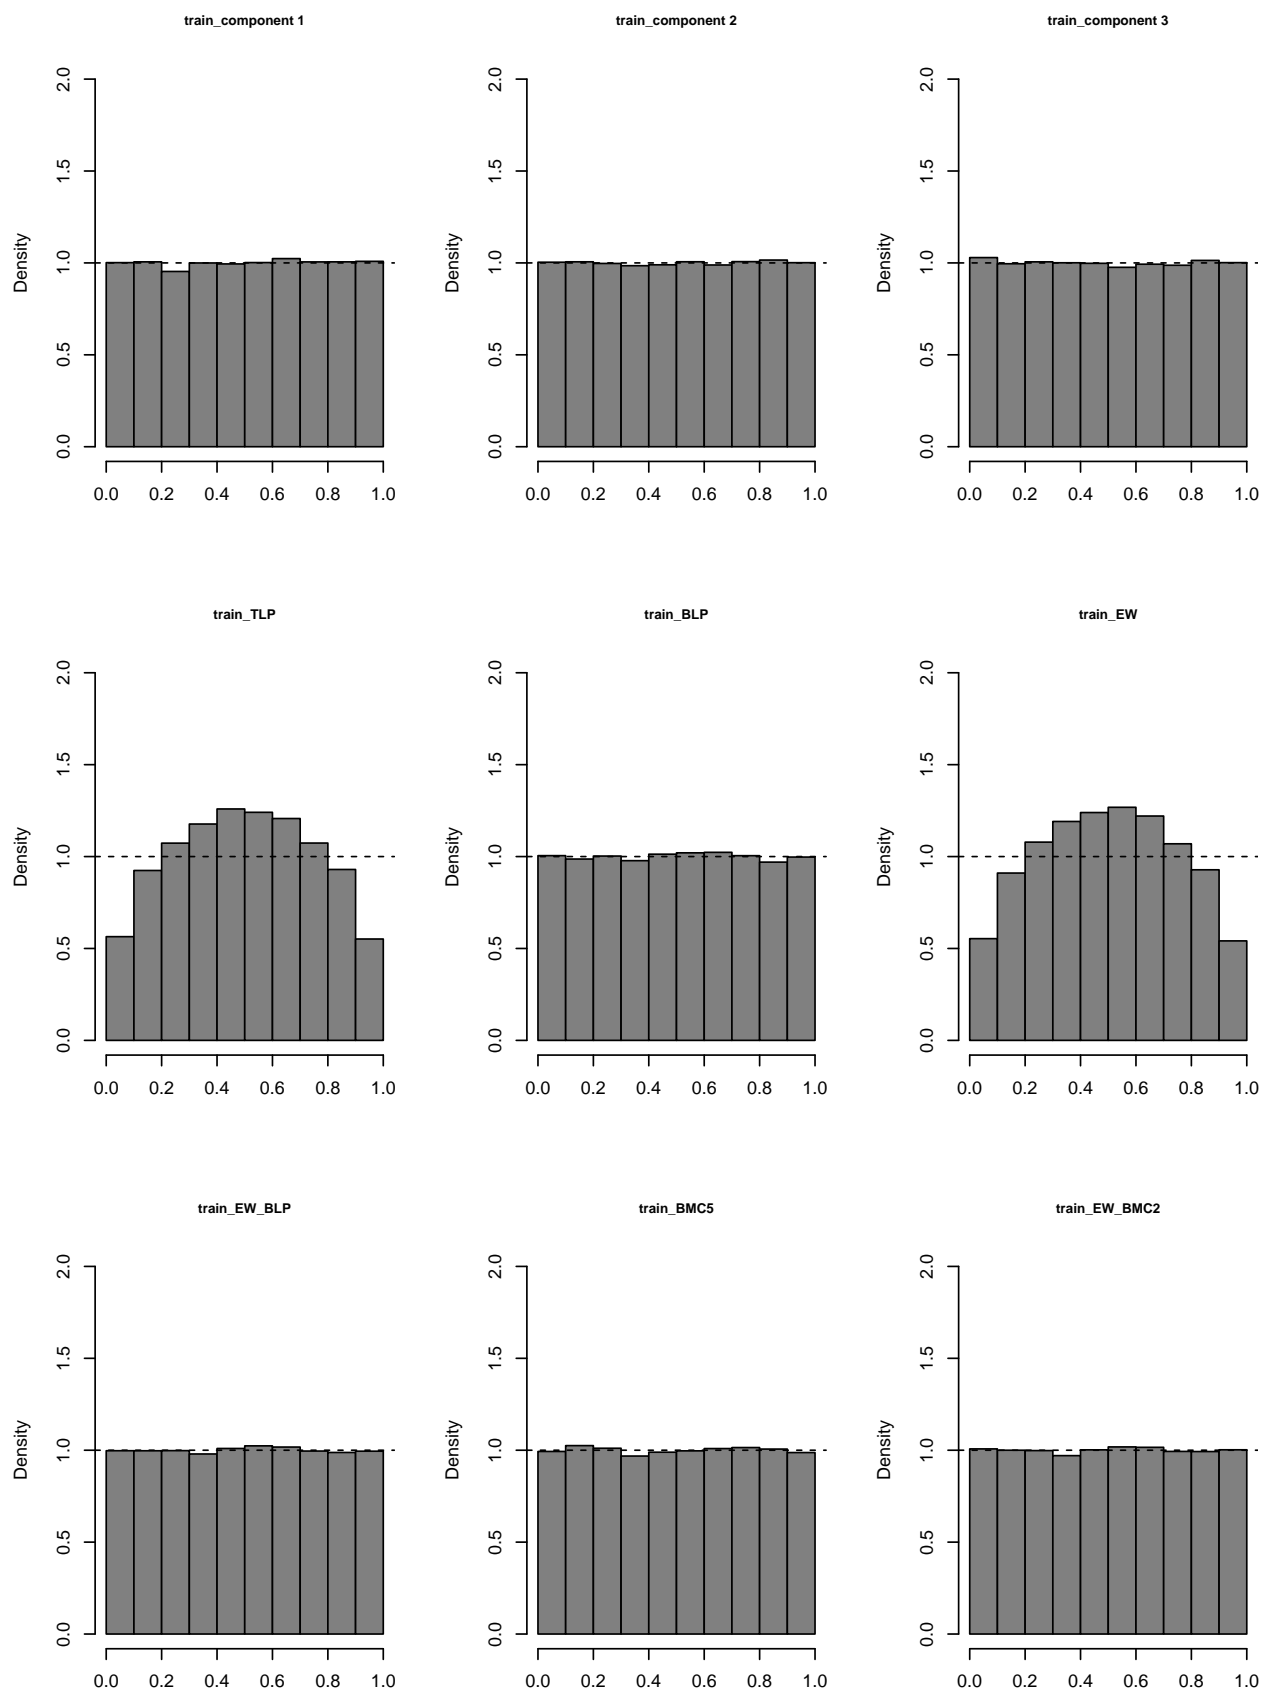 train_component 1
train_component 2
train_component 3
Density
0.0 0.5 1.0 1.5 2.0
0.0 0.2 0.4 0.6 0.8 1.0
Density
0.0 0.5 1.0 1.5 2.0
0.0 0.2 0.4 0.6 0.8 1.0
Density
0.0 0.5 1.0 1.5 2.0
0.0 0.2 0.4 0.6 0.8 1.0
train_TLP
train_BLP
train_EW
Density
0.0 0.5 1.0 1.5 2.0
0.0 0.2 0.4 0.6 0.8 1.0
Density
0.0 0.5 1.0 1.5 2.0
0.0 0.2 0.4 0.6 0.8 1.0
Density
0.0 0.5 1.0 1.5 2.0
0.0 0.2 0.4 0.6 0.8 1.0
train_EW_BLP
train_BMC5
train_EW_BMC2
Density
0.0 0.5 1.0 1.5 2.0
0.0 0.2 0.4 0.6 0.8 1.0
Density
0.0 0.5 1.0 1.5 2.0
0.0 0.2 0.4 0.6 0.8 1.0
Density
0.0 0.5 1.0 1.5 2.0
0.0 0.2 0.4 0.6 0.8 1.0